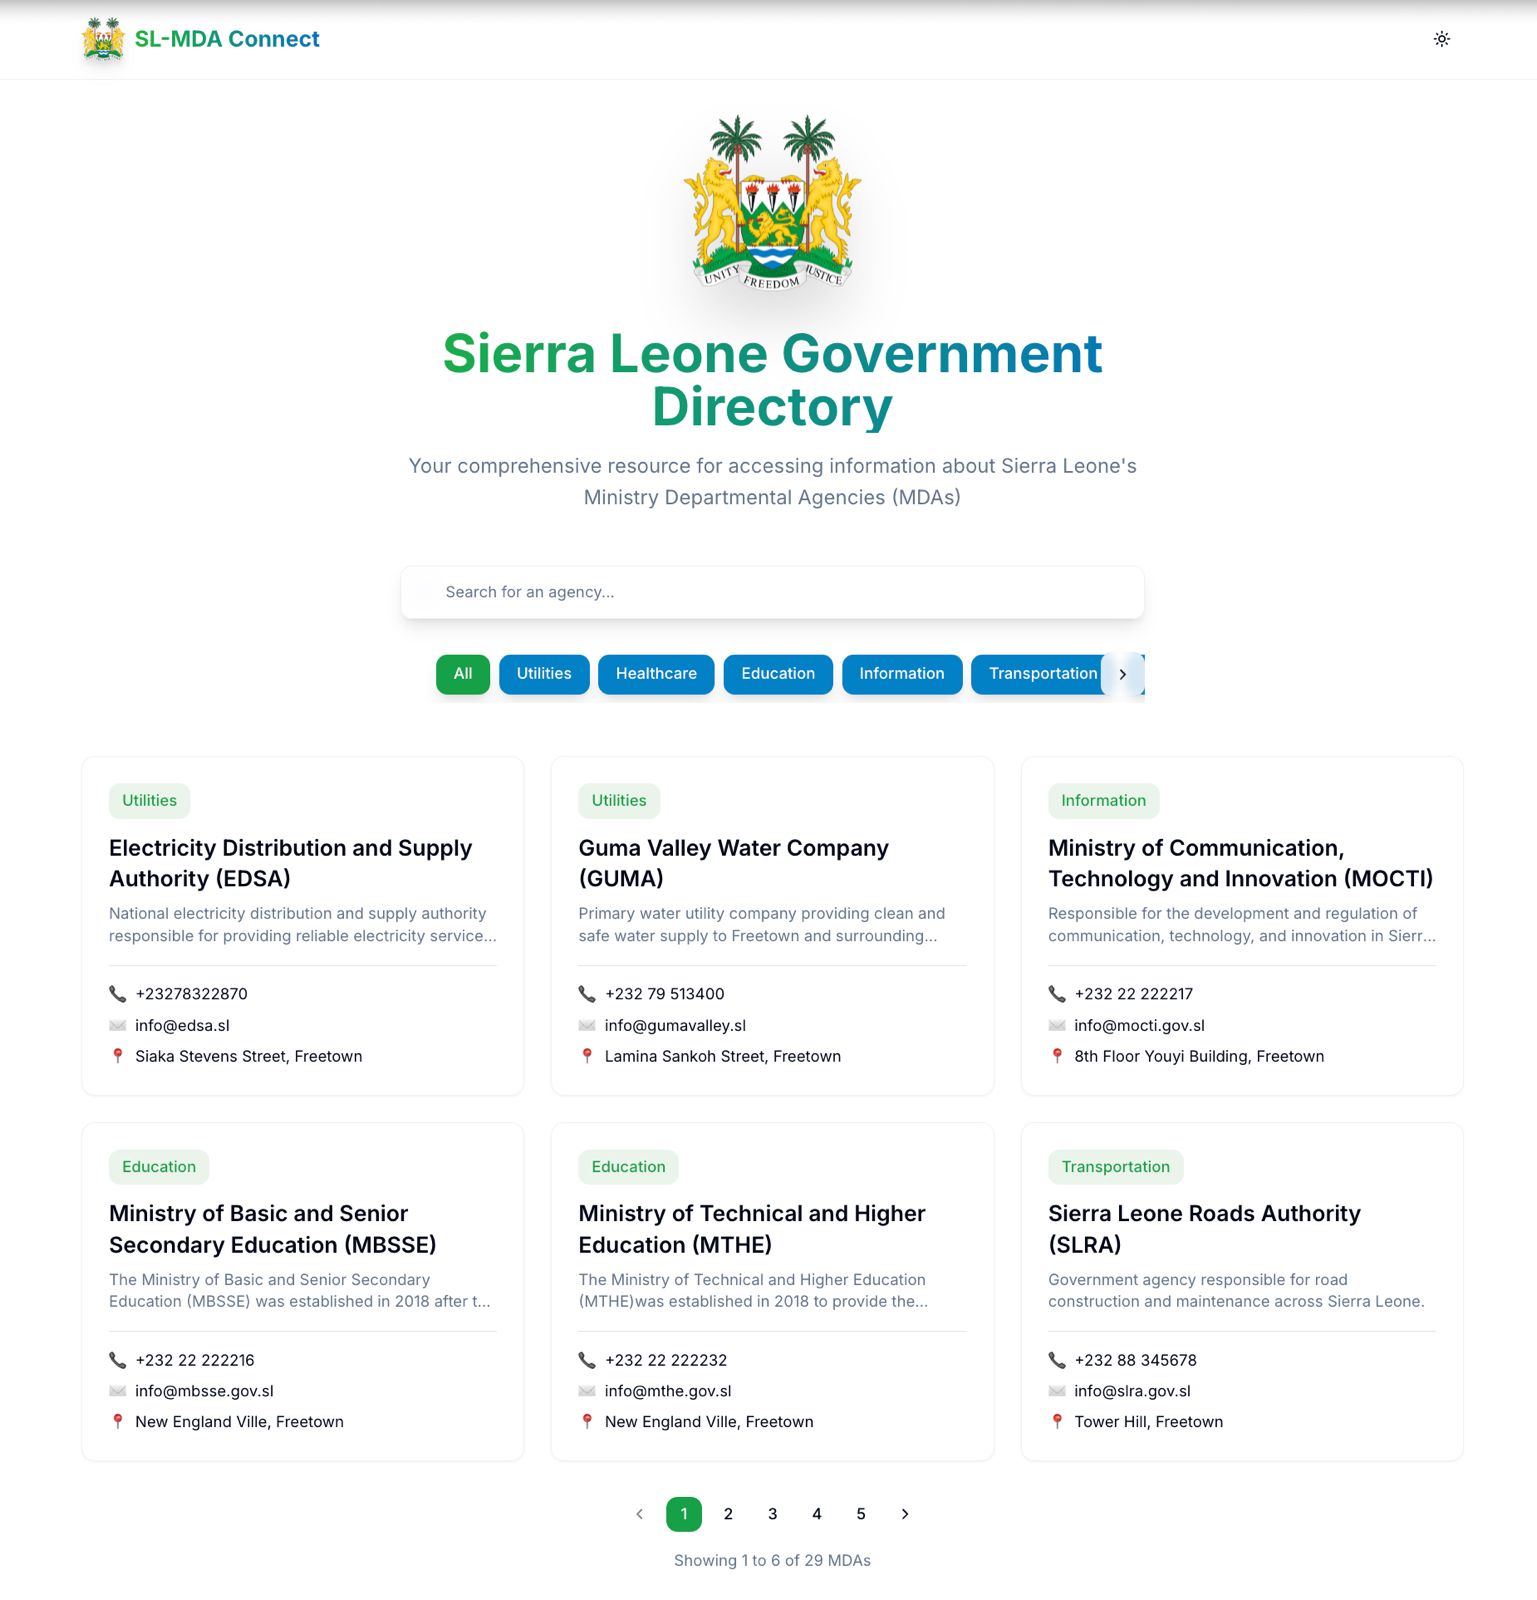 SL-MDA Connect
UNITY
FREEDOM
JUSTICE
Sierra Leone Government
Directory
Your comprehensive resource for accessing information about Sierra Leone's
Ministry Departmental Agencies (MDAs)
Search for an agency...
All
Utilities
Healthcare
Education
Information
Transportation
Utilities
Electricity Distribution and Supply
Authority (EDSA)
National electricity distribution and supply authority
responsible for providing reliable electricity service...
+23278322870
info@edsa.sl
Siaka Stevens Street, Freetown
Utilities
Guma Valley Water Company
(GUMA)
Primary water utility company providing clean and
safe water supply to Freetown and surrounding...
+232 79 513400
info@gumavalley.sl
Lamina Sankoh Street, Freetown
Information
Ministry of Communication,
Technology and Innovation (MOCTI)
Responsible for the development and regulation of
communication, technology, and innovation in Sierr...
+232 22 222217
info@mocti.gov.sl
8th Floor Youyi Building, Freetown
Education
Ministry of Basic and Senior
Secondary Education (MBSSE)
The Ministry of Basic and Senior Secondary
Education (MBSSE) was established in 2018 after t...
+232 22 222216
info@mbsse.gov.sl
New England Ville, Freetown
Education
Ministry of Technical and Higher
Education (MTHE)
The Ministry of Technical and Higher Education
(MTHE)was established in 2018 to provide the...
+232 22 222232
info@mthe.gov.sl
New England Ville, Freetown
Transportation
Sierra Leone Roads Authority
(SLRA)
Government agency responsible for road
construction and maintenance across Sierra Leone.
+232 88 345678
info@slra.gov.sl
Tower Hill, Freetown
1 2 3 4 5
Showing 1 to 6 of 29 MDAs